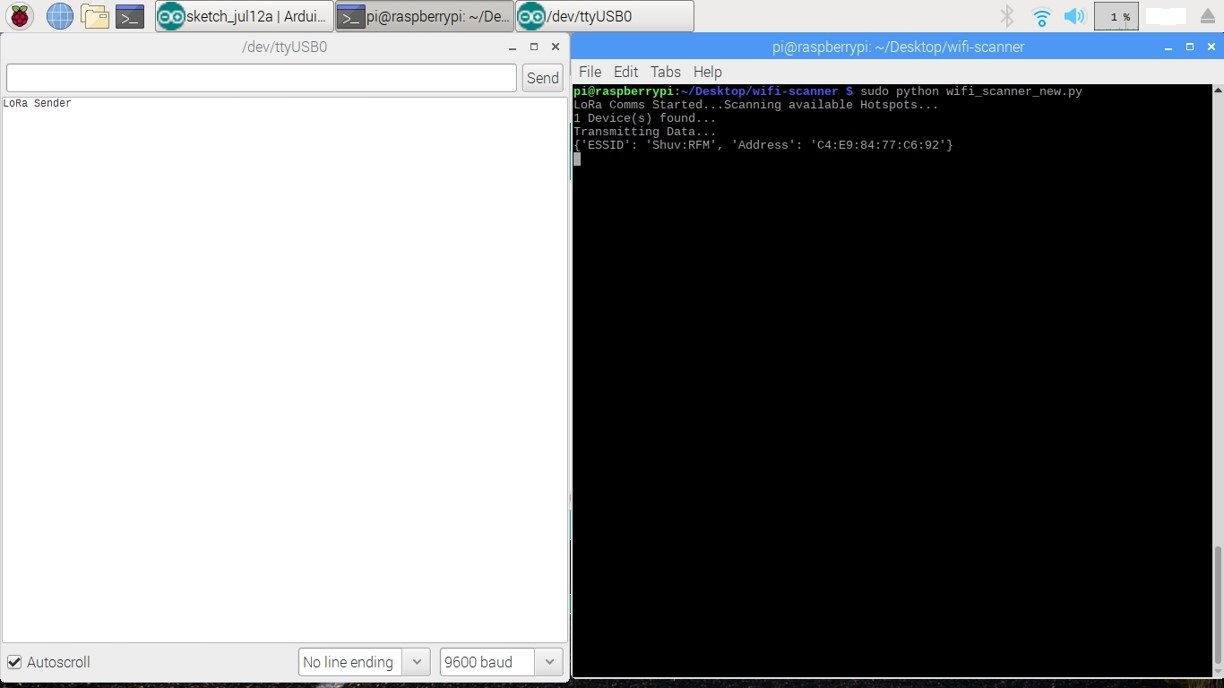 sketch_jul12a | Ardui...
pi@raspberrypi: ~/De...
/dev/ttyUSB0
1 %
/dev/ttyUSB0
Send
LoRa Sender
Autoscroll
No line ending
9600 baud
pi@raspberrypi: ~/Desktop/wifi-scanner
File Edit Tabs Help
pi@raspberrypi:~/Desktop/wifi-scanner $ sudo python wifi_scanner_new.py
LoRa Comms Started...Scanning available Hotspots...
1 Device(s) found...
Transmitting Data...
{'ESSID': 'Shuv:RFM', 'Address': 'C4:E9:84:77:C6:92'}